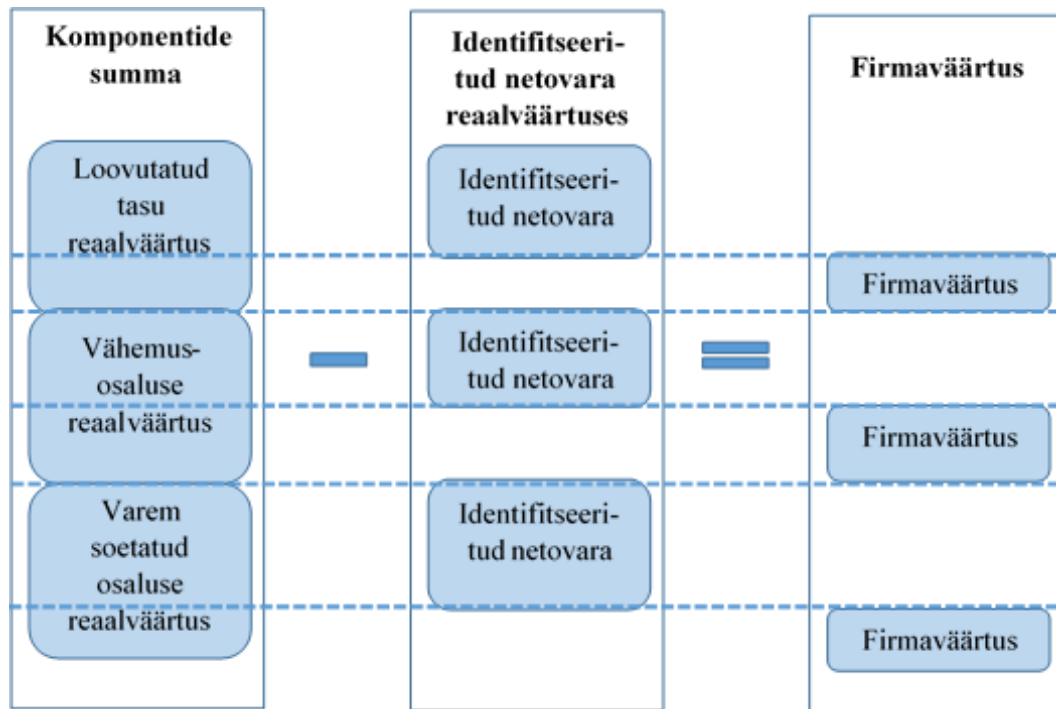 Komponentide
summa
Loovutatud
tasu
reaalväärtus
Vähemus-
osaluse
reaalväärtus
Varem
soetatud
osaluse
reaalväärtus
Identifitseeri-
tud netovara
reaalväärtuses
Identifitseeri-
tud netovara
Identifitseeri-
tud netovara
Identifitseeri-
tud netovara
Firmaväärtus
Firmaväärtus
Firmaväärtus
Firmaväärtus